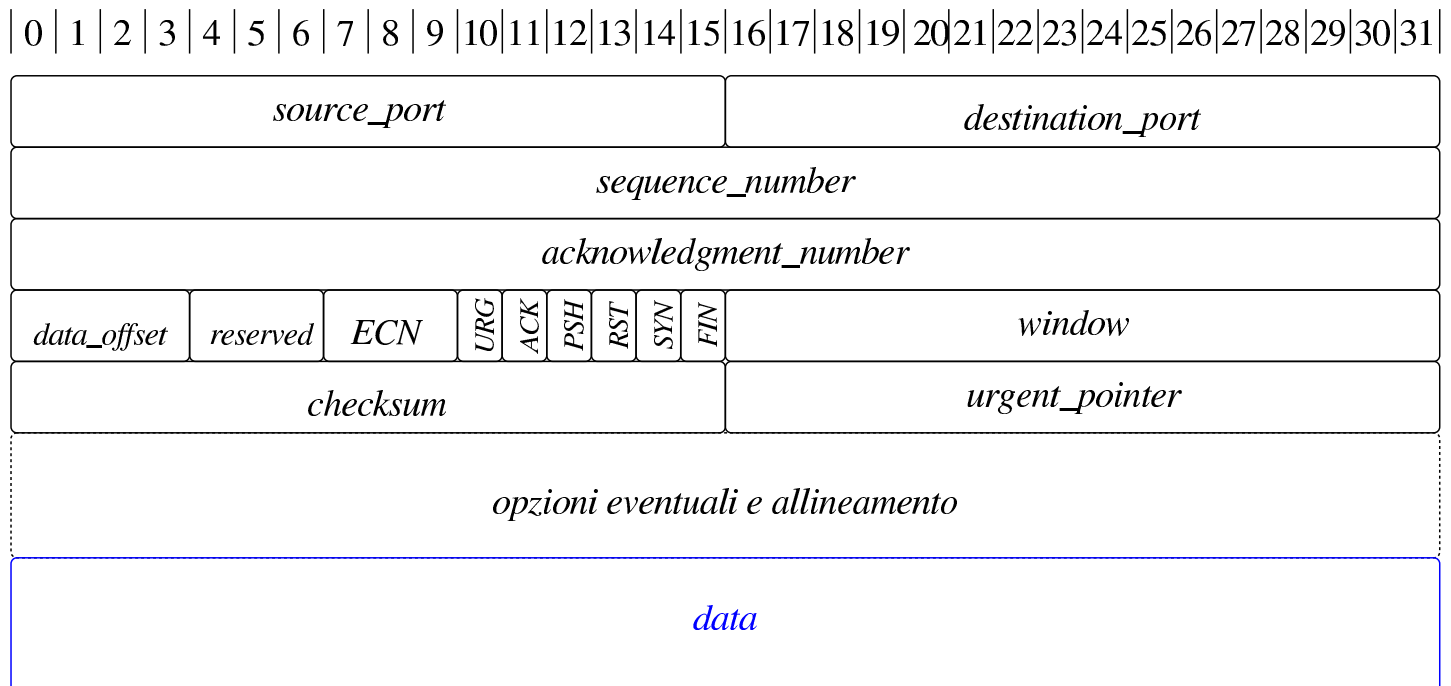 0 1 2 3 4 5 6 7 8 9 10 11 12 13 14 15 16 17 18 19 20 21 22 23 24 25 26 27 28 29 30 31
source_port destination_port
sequence_number
acknowledgment_number
data_offset reserved ECN URG ACK PSH RST SYN FIN window
checksum urgent_pointer
opzioni eventuali e allineamento
data